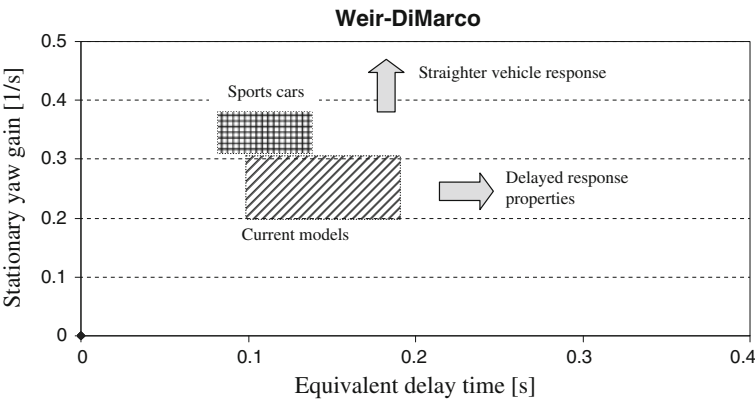 Weir-DiMarco
0.5
0.4
0.3
0.2
0.1
0
Stationary yaw gain [1/s]
Sports cars
Straighter vehicle response
Delayed response
properties
Current models
0
0.1
0.2
0.3
0.4
Equivalent delay time [s]